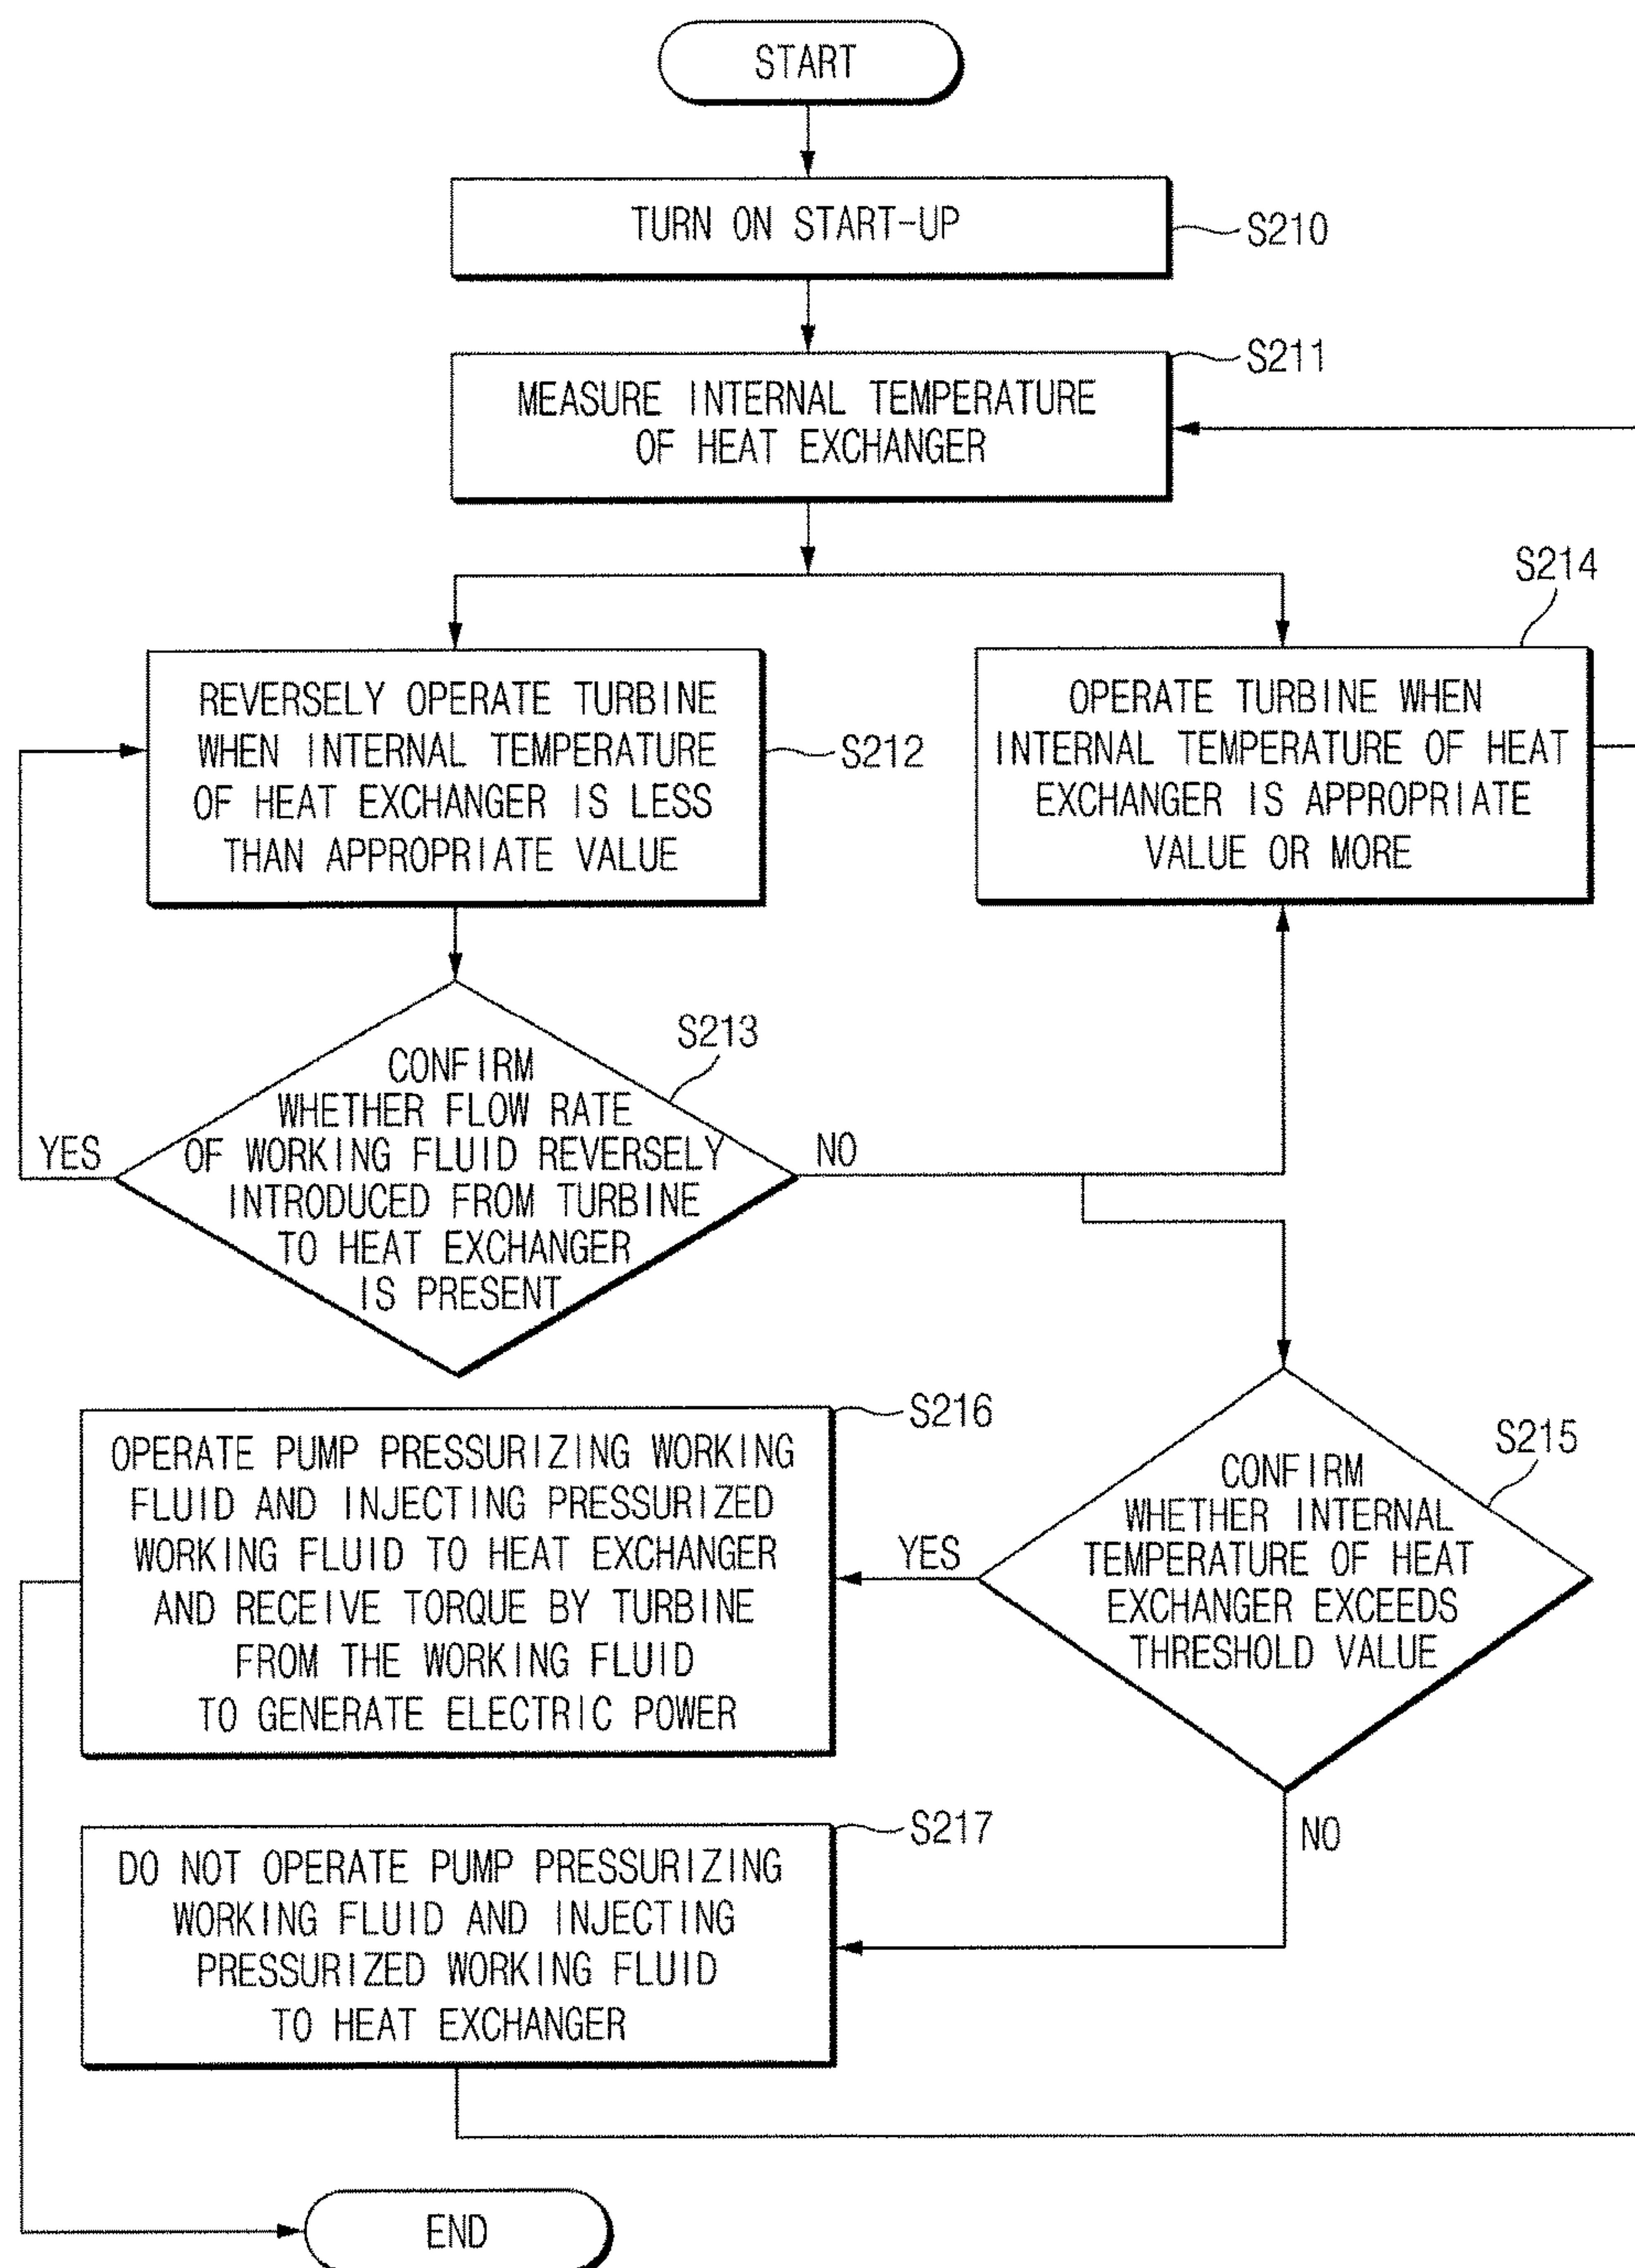 START
TURN ON START-UP
S210
MEASURE INTERNAL TEMPERATURE
OF HEAT EXCHANGER
S211
REVERSELY OPERATE TURBINE
WHEN INTERNAL TEMPERATURE
OF HEAT EXCHANGER IS LESS
THAN APPROPRIATE VALUE
S212
S214
OPERATE TURBINE WHEN
INTERNAL TEMPERATURE OF HEAT
EXCHANGER IS APPROPRIATE
VALUE OR MORE
S213
CONFIRM
WHETHER FLOW RATE
OF WORKING FLUID REVERSELY
INTRODUCED FROM TURBINE
TO HEAT EXCHANGER
IS PRESENT
YES
NO
S216
OPERATE PUMP PRESSURIZING WORKING
FLUID AND INJECTING PRESSURIZED
WORKING FLUID TO HEAT EXCHANGER
AND RECEIVE TORQUE BY TURBINE
FROM THE WORKING FLUID
TO GENERATE ELECTRIC POWER
S215
CONFIRM
WHETHER INTERNAL
TEMPERATURE OF HEAT
EXCHANGER EXCEEDS
THRESHOLD VALUE
YES
NO
S217
DO NOT OPERATE PUMP PRESSURIZING
WORKING FLUID AND INJECTING
PRESSURIZED WORKING FLUID
TO HEAT EXCHANGER
END